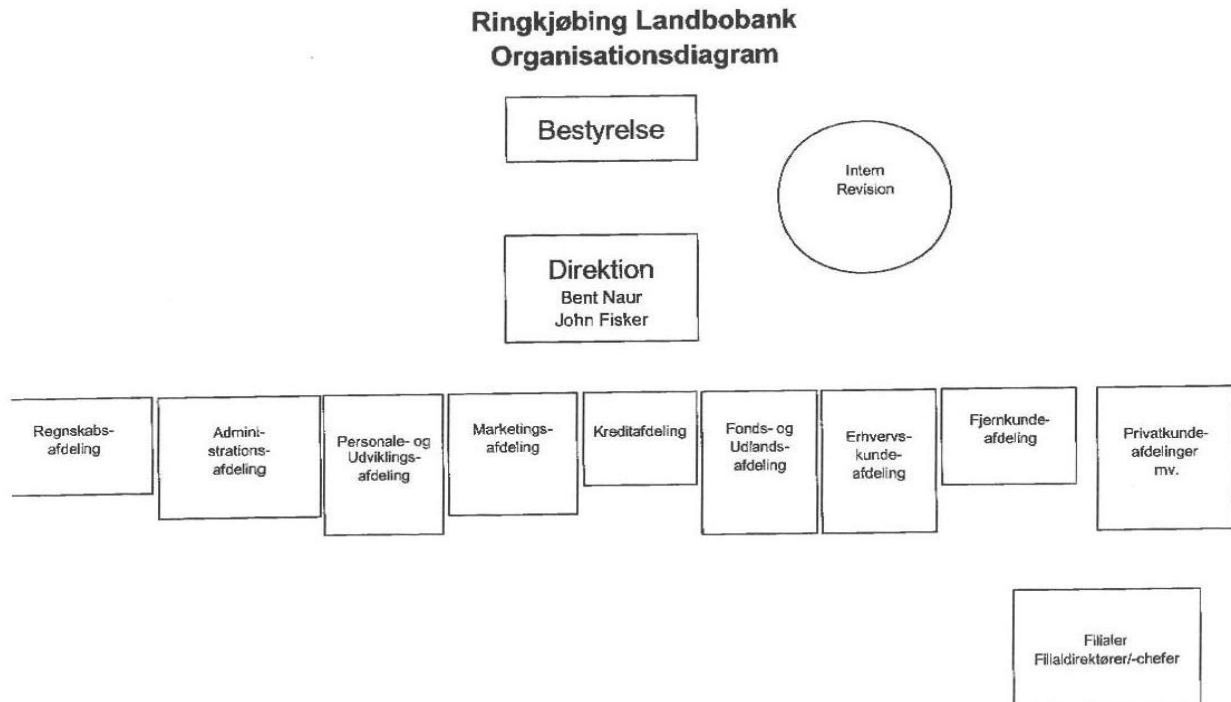 Ringkjøbing Landbobank
Organisationsdiagram
Bestyrelse
Intern
Revision
Direktion
Bent Naur
John Fisker
Regnskabs-
afdeling
Admini-
strations-
afdeling
Personale- og
Udviklings-
afdeling
Marketings-
afdeling
Kreditafdeling
Fonds- og
Udlands-
afdeling
Erhvervs-
kunde-
afdeling
Fjernkunde-
afdeling
Privatkunde-
afdelinger
mv.
Filialer
Filialdirektører/-chefer